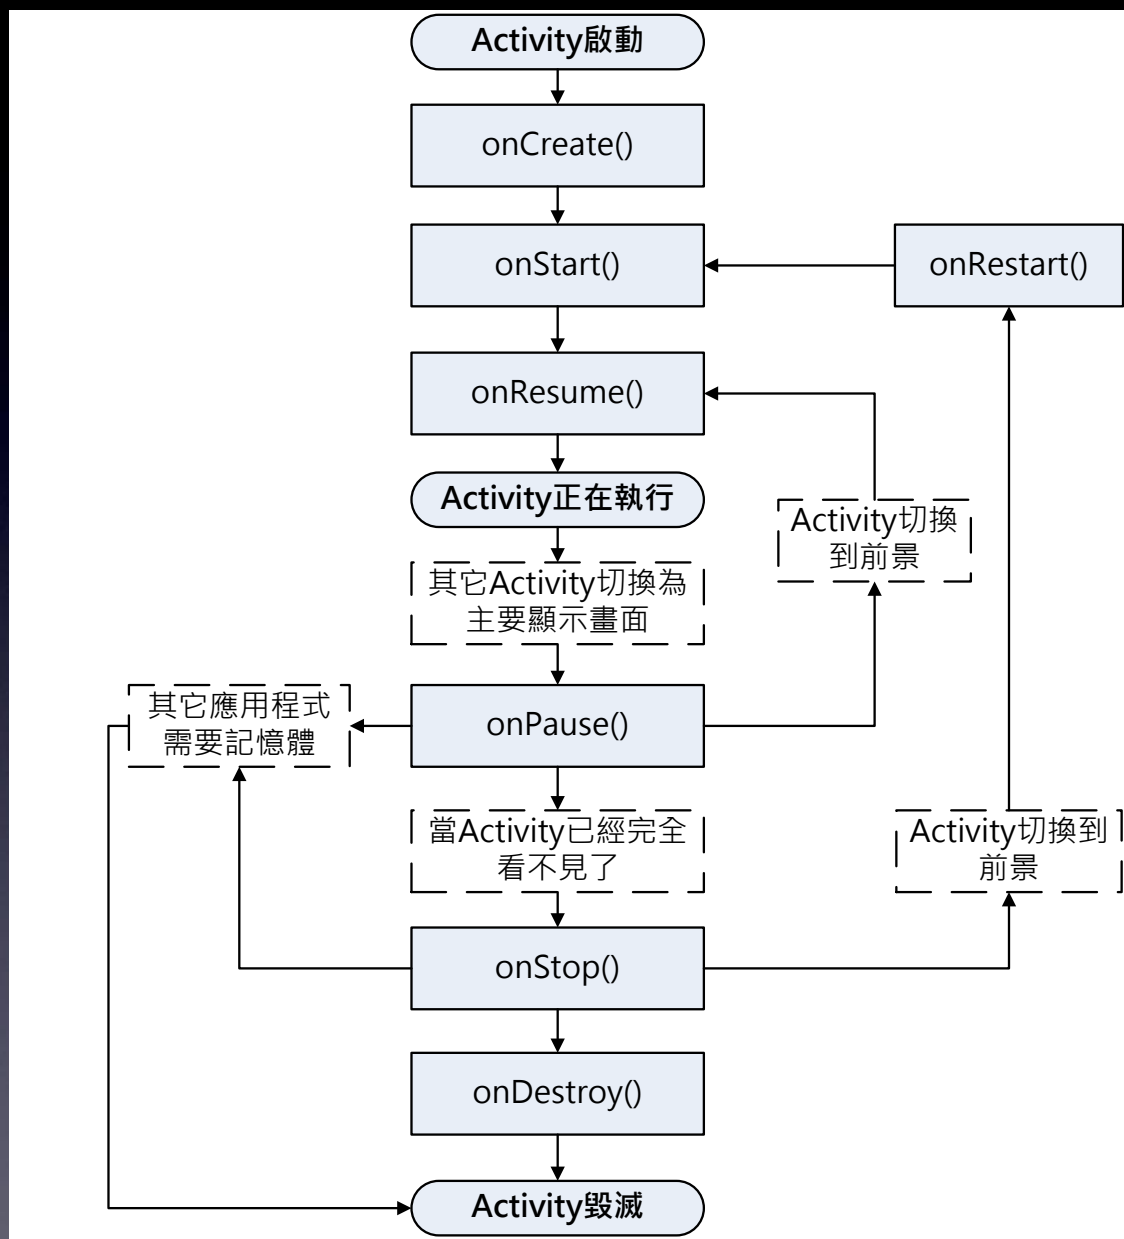 Activity啟動
onCreate()
onStart()
onRestart()
onResume()
Activity正在執行
Activity切換
到前景
其它Activity切換為
主要顯示畫面
其它應用程式
需要記憶體
onPause()
當Activity已經完全
看不見了
Activity切換到
前景
onStop()
onDestroy()
Activity毀滅